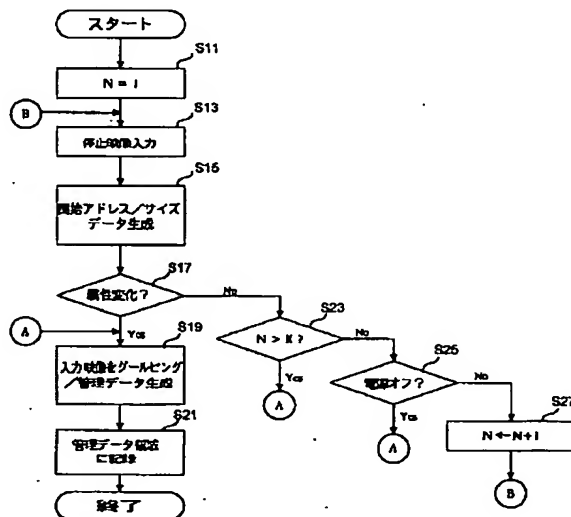 スタート
S11
N = 1
B
S13
停止映像入力
S15
開始アドレス／サイズ
データ生成
S17
属性変化？
No
S23
A
Yes
S19
N > K？
No
S25
入力映像をグールピング
／管理データ生成
Yes
電源オフ？
No
S27
A
S21
Yes
N←N+1
管理データ領域
に記録
A
B
終了